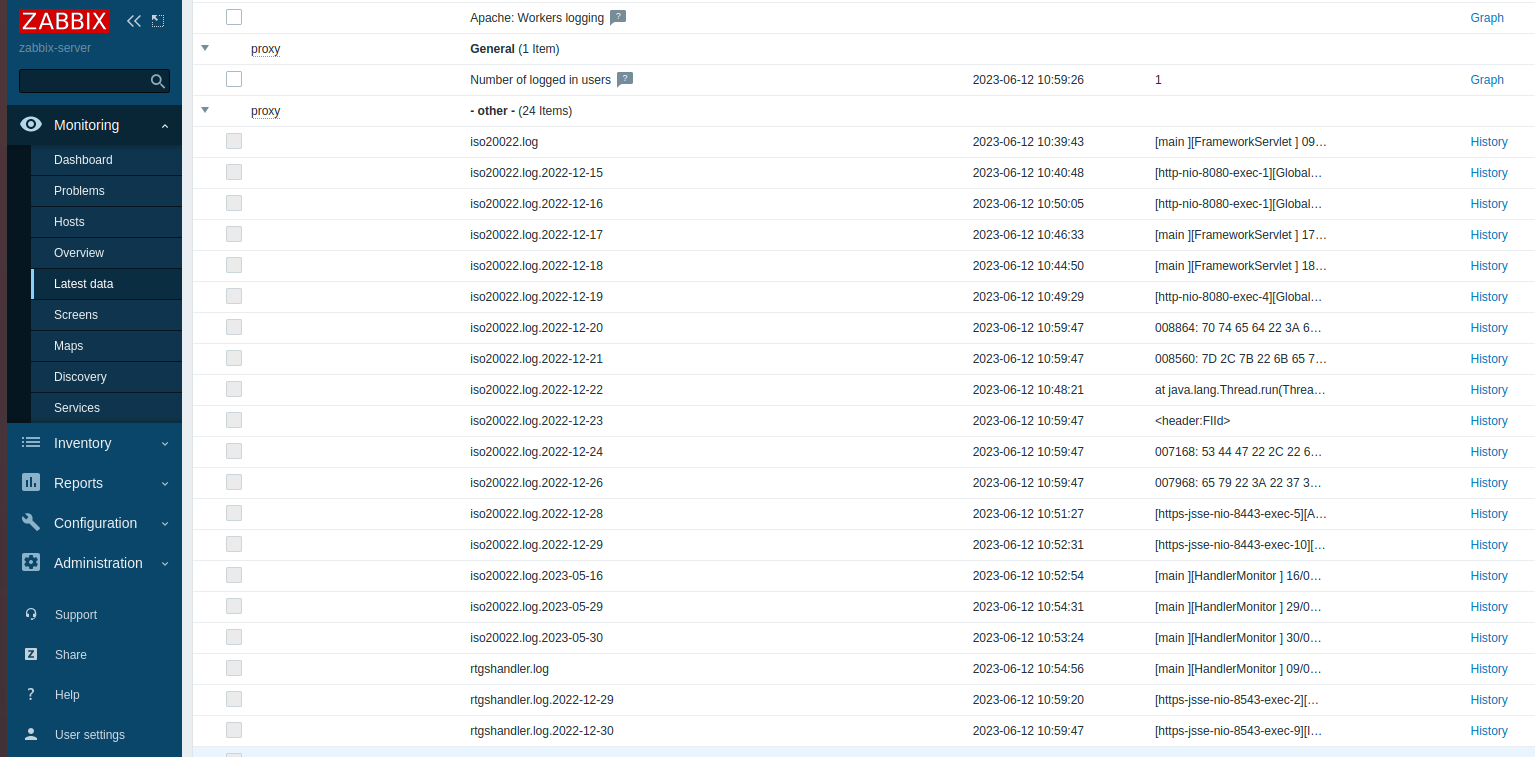 ZABBIX
zabbix-server
Monitoring
Dashboard
Problems
Hosts
Overview
Latest data
Screens
Maps
Discovery
Services
Inventory
Reports
Configuration
Administration
Support
Share
Help
User settings
Apache: Workers logging ? Graph
proxy General (1 Item)
Number of logged in users ? 2023-06-12 10:59:26 1 Graph
proxy - other - (24 Items)
iso20022.log 2023-06-12 10:39:43 [main ][FrameworkServlet ] 09… History
iso20022.log.2022-12-15 2023-06-12 10:40:48 [http-nio-8080-exec-1][Global… History
iso20022.log.2022-12-16 2023-06-12 10:50:05 [http-nio-8080-exec-1][Global… History
iso20022.log.2022-12-17 2023-06-12 10:46:33 [main ][FrameworkServlet ] 17… History
iso20022.log.2022-12-18 2023-06-12 10:44:50 [main ][FrameworkServlet ] 18… History
iso20022.log.2022-12-19 2023-06-12 10:49:29 [http-nio-8080-exec-4][Global… History
iso20022.log.2022-12-20 2023-06-12 10:59:47 008864: 70 74 65 64 22 3A 6… History
iso20022.log.2022-12-21 2023-06-12 10:59:47 008560: 7D 2C 7B 22 6B 65 7… History
iso20022.log.2022-12-22 2023-06-12 10:48:21 at java.lang.Thread.run(Threa… History
iso20022.log.2022-12-23 2023-06-12 10:59:47 <header:FIId> History
iso20022.log.2022-12-24 2023-06-12 10:59:47 007168: 53 44 47 22 2C 22 6… History
iso20022.log.2022-12-26 2023-06-12 10:59:47 007968: 65 79 22 3A 22 37 3… History
iso20022.log.2022-12-28 2023-06-12 10:51:27 [https-jsse-nio-8443-exec-5][A… History
iso20022.log.2022-12-29 2023-06-12 10:52:31 [https-jsse-nio-8443-exec-10][… History
iso20022.log.2023-05-16 2023-06-12 10:52:54 [main ][HandlerMonitor ] 16/0… History
iso20022.log.2023-05-29 2023-06-12 10:54:31 [main ][HandlerMonitor ] 29/0… History
iso20022.log.2023-05-30 2023-06-12 10:53:24 [main ][HandlerMonitor ] 30/0… History
rtgshandler.log 2023-06-12 10:54:56 [main ][HandlerMonitor ] 09/0… History
rtgshandler.log.2022-12-29 2023-06-12 10:59:20 [https-jsse-nio-8543-exec-2][… History
rtgshandler.log.2022-12-30 2023-06-12 10:59:47 [https-jsse-nio-8543-exec-9][I… History